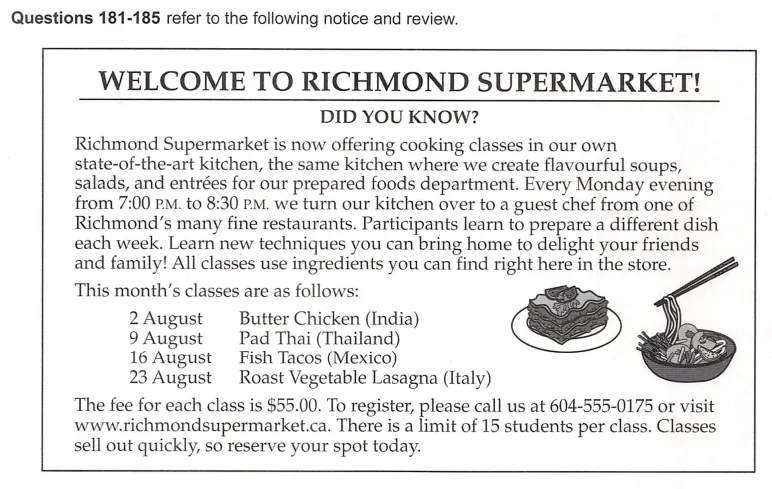 Questions 181-185 refer to the following notice and review.
WELCOME TO RICHMOND SUPERMARKET!
DID YOU KNOW?
Richmond Supermarket is now offering cooking classes in our own
state-of-the-art kitchen, the same kitchen where we create flavourful soups,
salads, and entrées for our prepared foods department. Every Monday evening
from 7:00 P.M. to 8:30 P.M. we turn our kitchen over to a guest chef from one of
Richmond's many fine restaurants. Participants learn to prepare a different dish
each week. Learn new techniques you can bring home to delight your friends
and family! All classes use ingredients you can find right here in the store.
This month's classes are as follows:
2 August Butter Chicken (India)
9 August Pad Thai (Thailand)
16 August Fish Tacos (Mexico)
23 August Roast Vegetable Lasagna (Italy)
The fee for each class is $55.00. To register, please call us at 604-555-0175 or visit
www.richmondsupermarket.ca. There is a limit of 15 students per class. Classes
sell out quickly, so reserve your spot today.